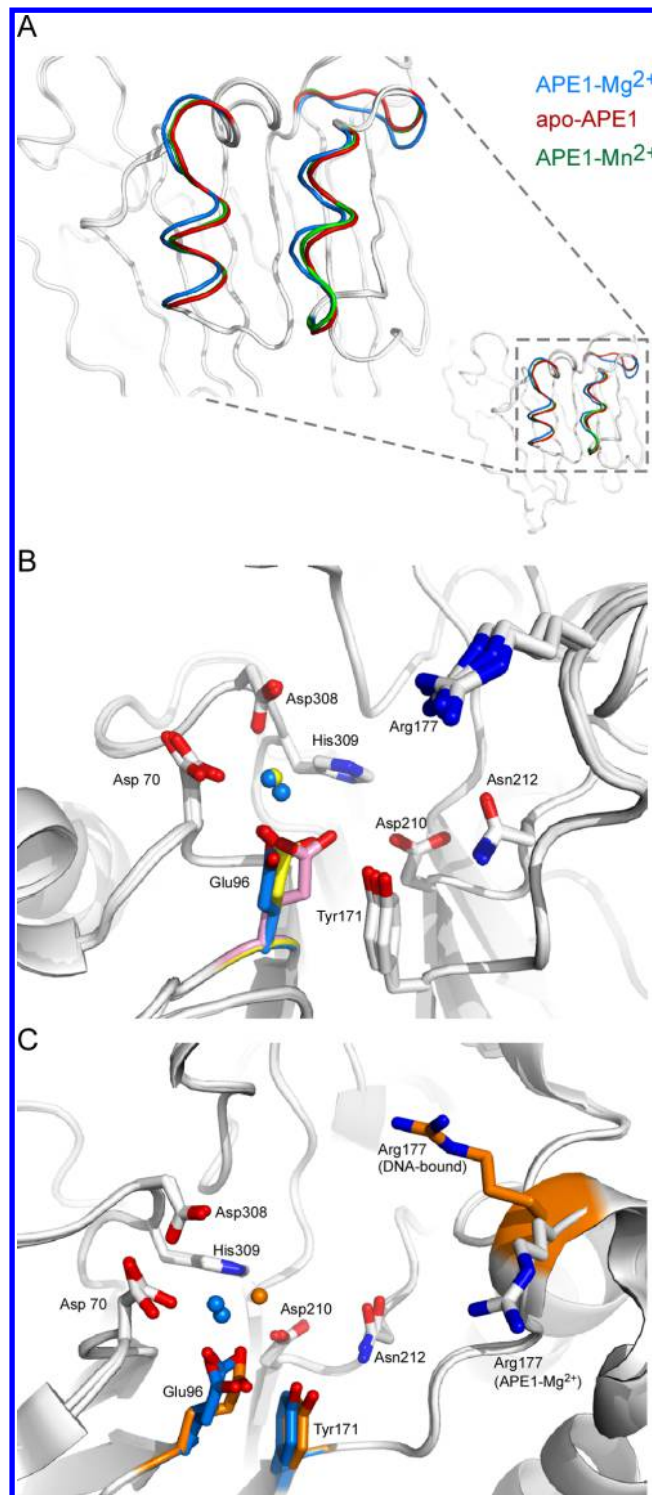 A
APE1-Mg2+
apo-APE1
APE1-Mn2+
B
Asp308
His309
Arg177
Asp 70
Asn212
Asp210
Glu96
Tyr171
C
Arg177
(DNA-bound)
Asp308
His309
Asp 70
Asp210
Asn212
Arg177
(APE1-Mg2+)
Glu96
Tyr171